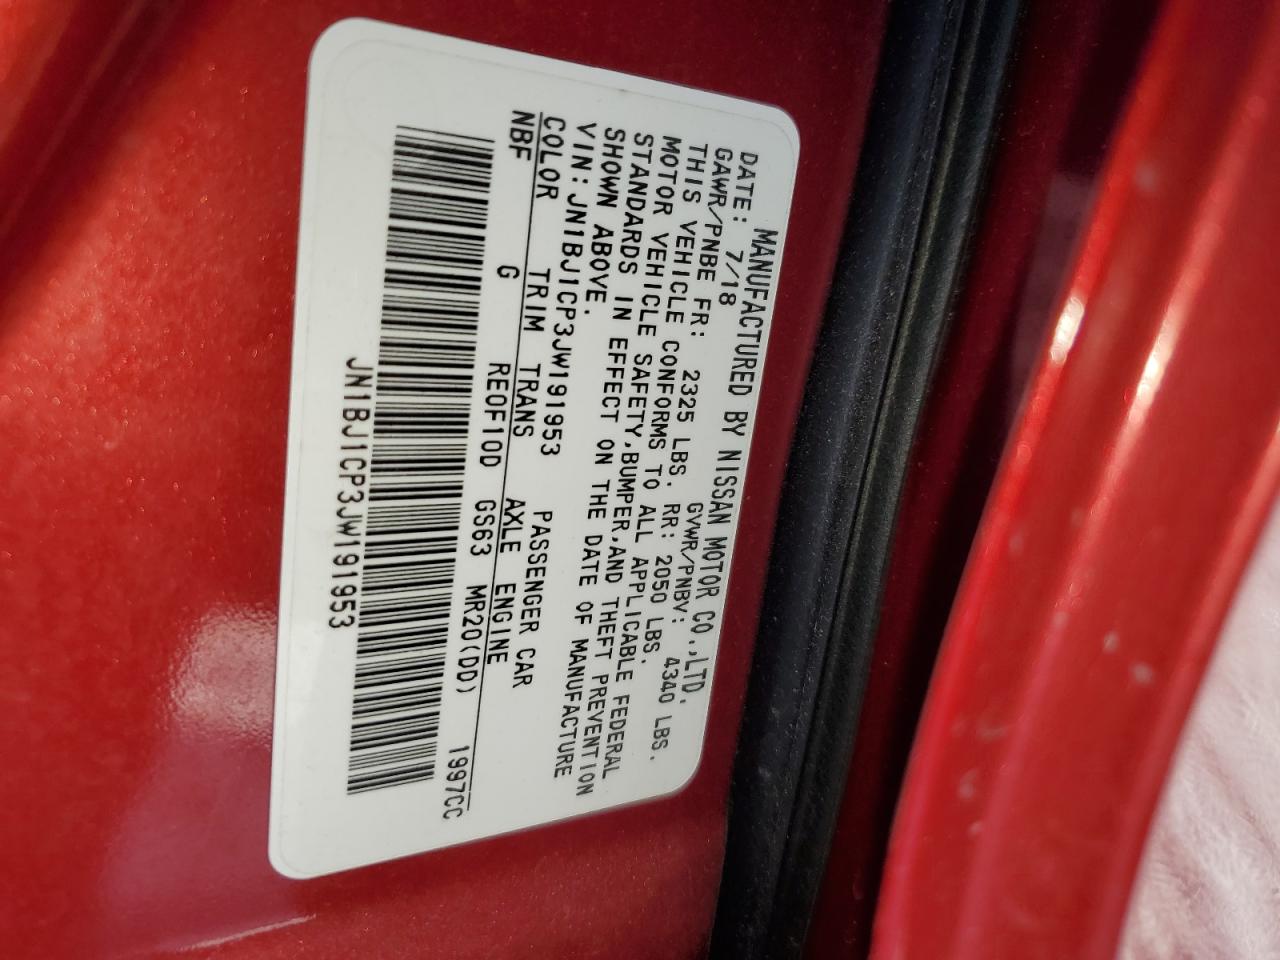 MANUFACTURED BY NISSAN MOTOR CO.,LTD.
DATE: 7/18 GVWR/PNBV: 4340 LBS.
GAWR/PNBE FR: 2325 LBS. RR: 2050 LBS.
THIS VEHICLE CONFORMS TO ALL APPLICABLE FEDERAL
MOTOR VEHICLE SAFETY,BUMPER,AND THEFT PREVENTION
STANDARDS IN EFFECT ON THE DATE OF MANUFACTURE
SHOWN ABOVE.
VIN:JN1BJ1CP3JW191953 PASSENGER CAR
COLOR TRIM TRANS AXLE ENGINE
NBF G RE0F10D GS63 MR20(DD) 1997CC
JN1BJ1CP3JW191953